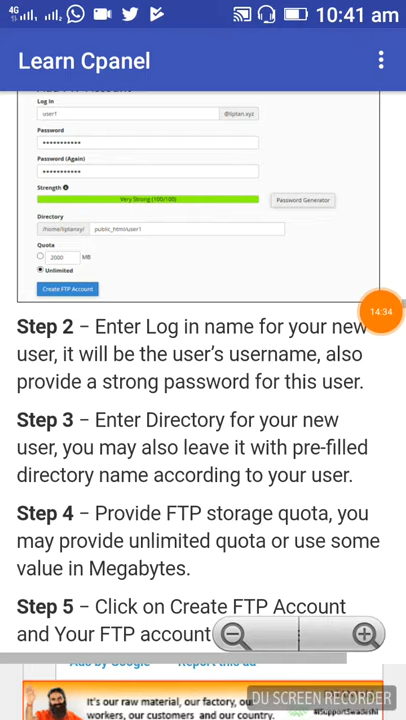 4G
10:41 am
Learn Cpanel
Log in
user1
@liptan.xyz
Password
Password (Again)
Strength
Very Strong (100/100)
Password Generator
Directory
/home/liptanxy/
public_html/user1
Quota
2000 MB
Unlimited
Create FTP Account
14:34
Step 2 − Enter Log in name for your new
user, it will be the user’s username, also
provide a strong password for this user.
Step 3 − Enter Directory for your new
user, you may also leave it with pre-filled
directory name according to your user.
Step 4 − Provide FTP storage quota, you
may provide unlimited quota or use some
value in Megabytes.
Step 5 − Click on Create FTP Account
and Your FTP account
Ads by Google
Report this ad
It's our raw material, our factory, our
workers, our customers and our country.
DU SCREEN RECORDER
#ISupportSwadeshi